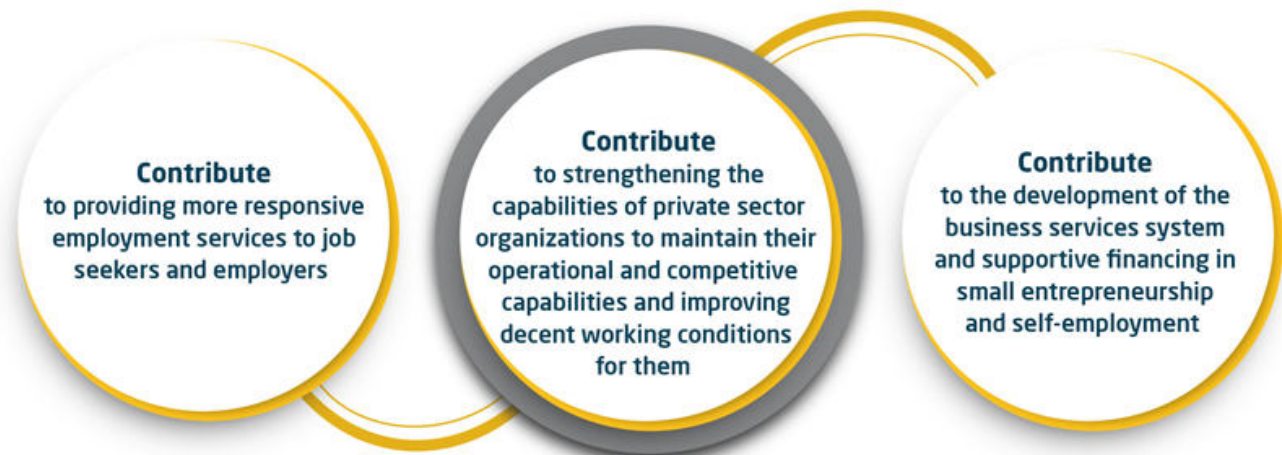 Contribute
to providing more responsive
employment services to job
seekers and employers
Contribute
to strengthening the
capabilities of private sector
organizations to maintain their
operational and competitive
capabilities and improving
decent working conditions
for them
Contribute
to the development of the
business services system
and supportive financing in
small entrepreneurship
and self-employment